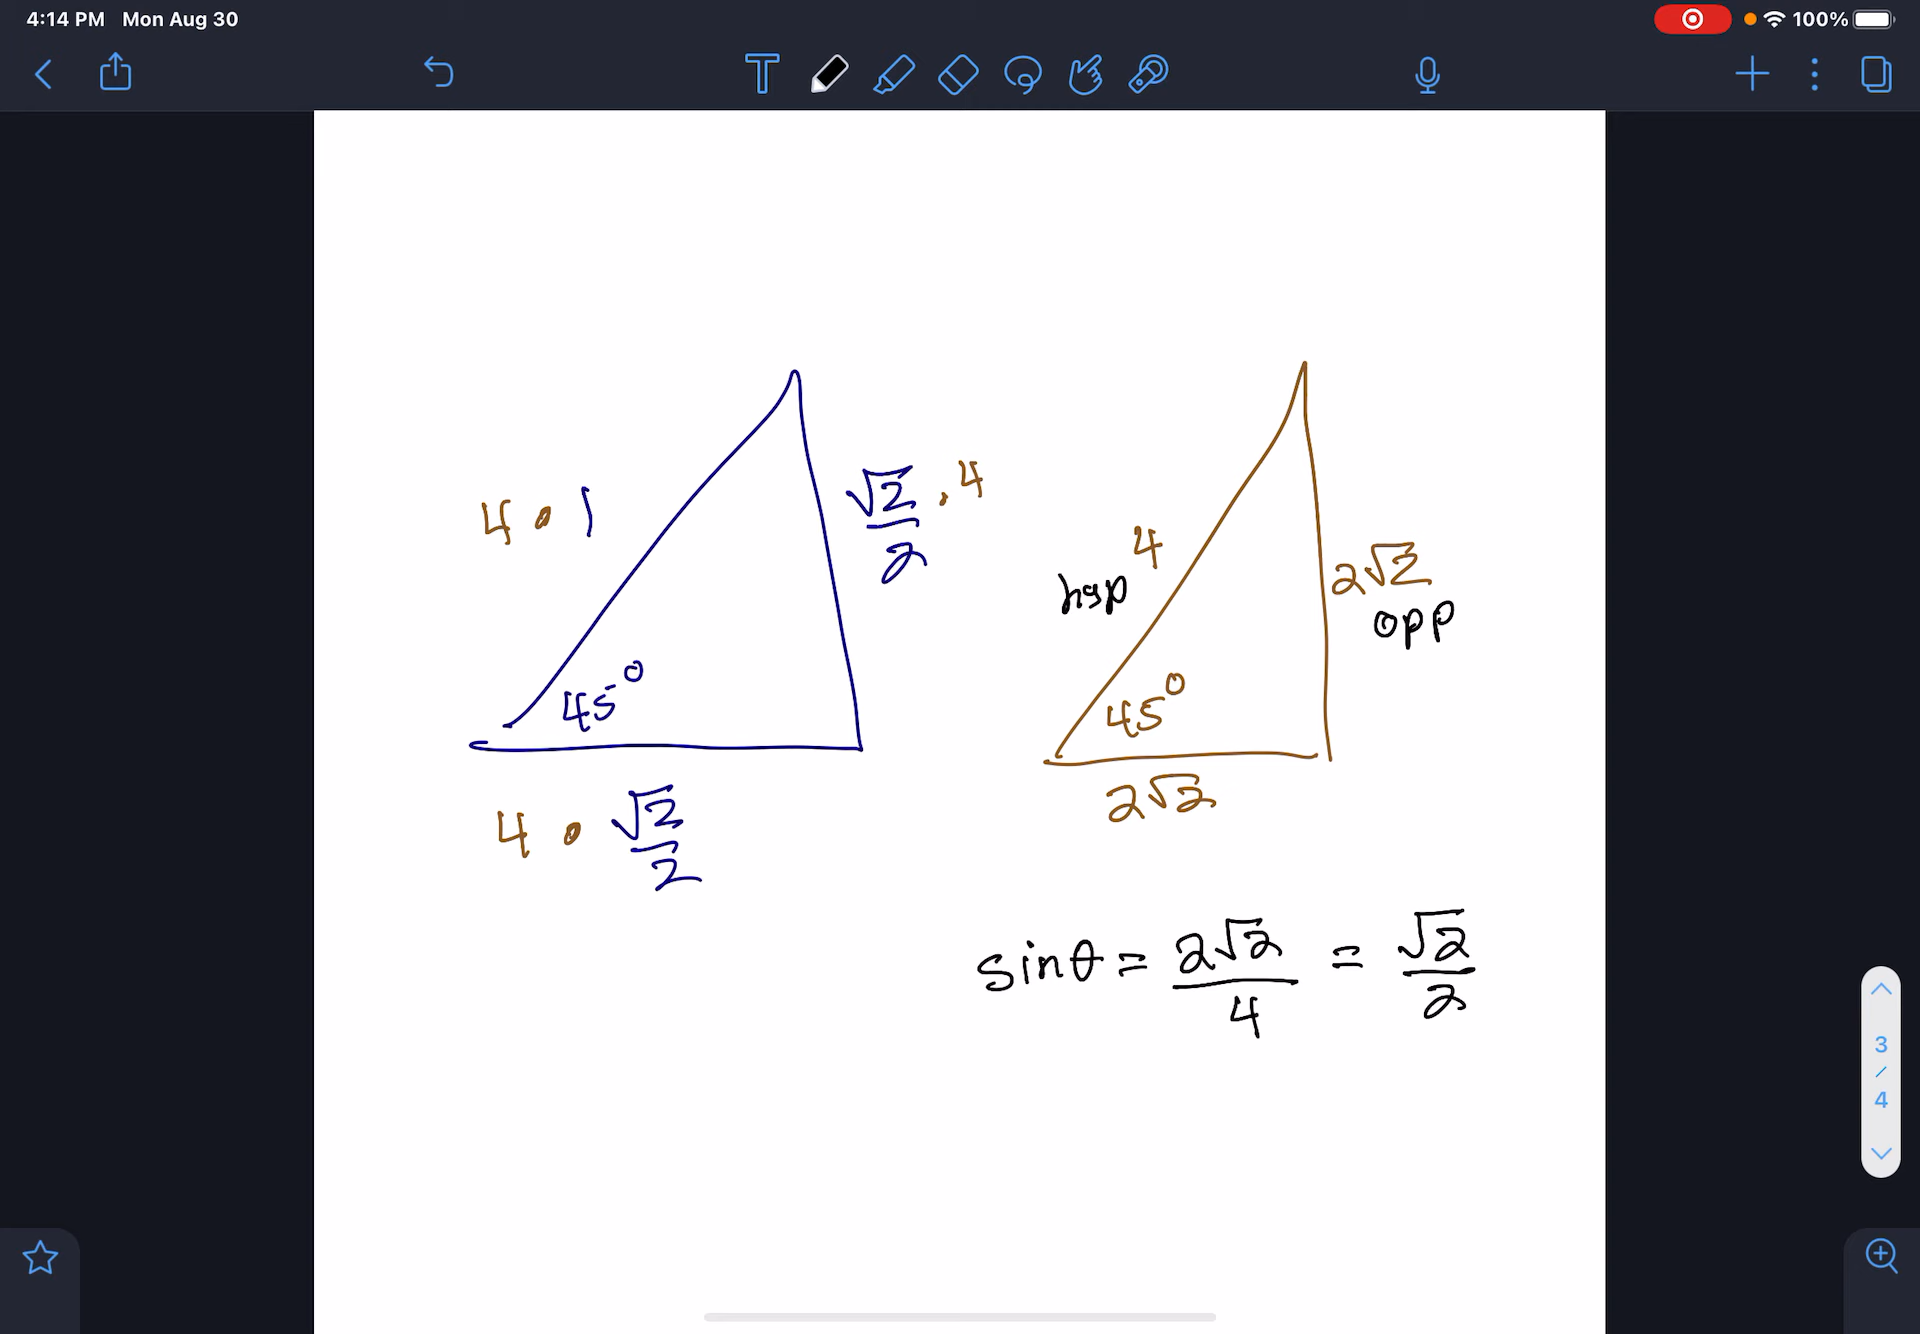 4:14 PM Mon Aug 30
100%
T
4 • 1
√2/2 . 4
45°
4 • √2/2
4
hyp
2√2
opp
45°
2√2
sinθ = 2√2/4 = √2/2
3
/
4